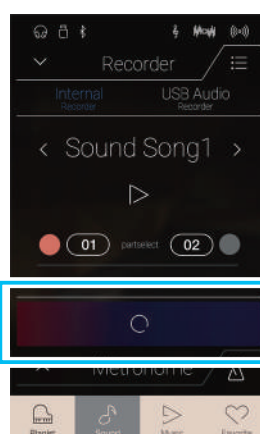 Recorder
Internal
Recorder
USB Audio
Recorder
< Sound Song1 >
01 partselect 02
Metronome
Pianist Sound Music Favorite